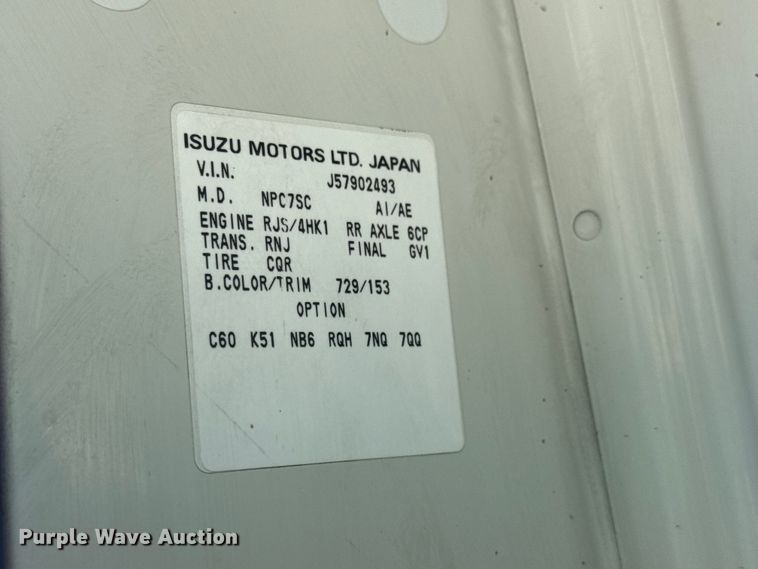 ISUZU MOTORS LTD. JAPAN
V.I.N. J57902493
M.D. NPC7SC AI/AE
ENGINE RJS/4HK1 RR AXLE 6CP
TRANS. RNJ FINAL GV1
TIRE CQR
B.COLOR/TRIM 729/153
OPTION
C60 K51 NB6 RQH 7NQ 7QQ
Purple Wave Auction